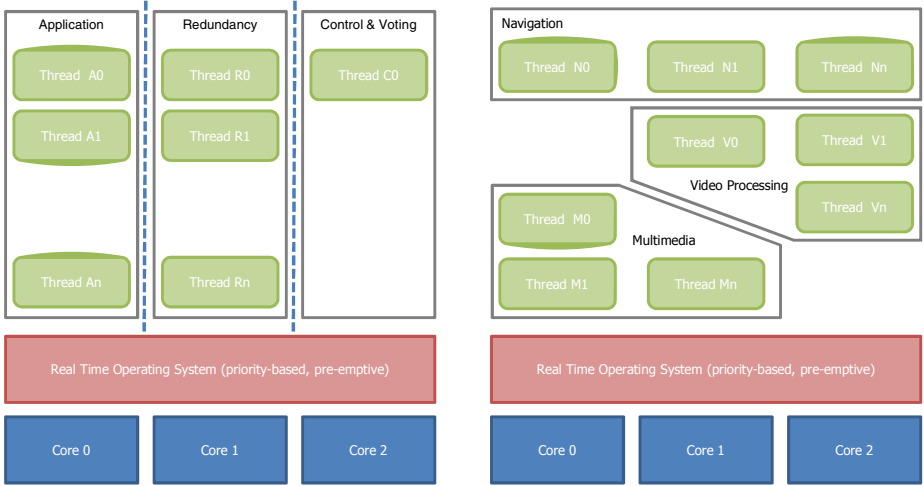 Application
Redundancy
Control & Voting
Thread A0
Thread R0
Thread C0
Thread A1
Thread R1
Thread An
Thread Rn
Real Time Operating System (priority-based, pre-emptive)
Core 0
Core 1
Core 2
Navigation
Thread N0
Thread N1
Thread Nn
Thread V0
Thread V1
Video Processing
Thread Vn
Thread M0
Multimedia
Thread M1
Thread Mn
Real Time Operating System (priority-based, pre-emptive)
Core 0
Core 1
Core 2